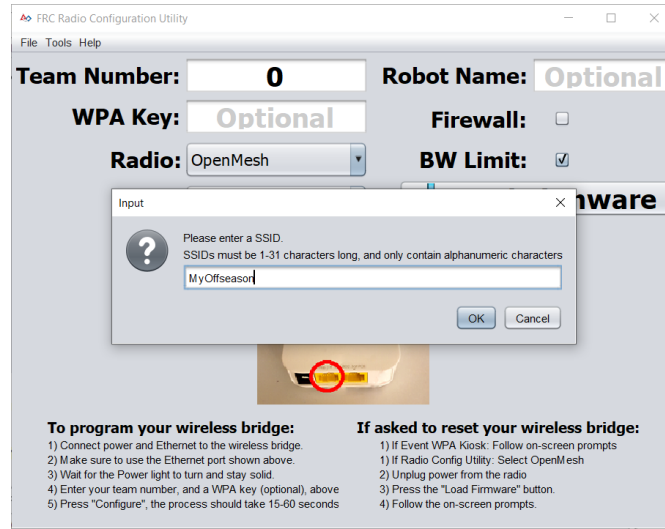 FRC Radio Configuration Utility
File Tools Help
Team Number: 0 Robot Name: Optional
WPA Key: Optional Firewall:
Radio: OpenMesh BW Limit:
Input
Please enter a SSID.
SSIDs must be 1-31 characters long, and only contain alphanumeric characters
MyOffseason
OK Cancel
To program your wireless bridge:
1) Connect power and Ethernet to the wireless bridge.
2) Make sure to use the Ethernet port shown above.
3) Wait for the Power light to turn and stay solid.
4) Enter your team number, and a WPA key (optional), above
5) Press "Configure", the process should take 15-60 seconds
If asked to reset your wireless bridge:
1) If Event WPA Kiosk: Follow on-screen prompts
1) If Radio Config Utility: Select OpenMesh
2) Unplug power from the radio
3) Press the "Load Firmware" button.
4) Follow the on-screen prompts.